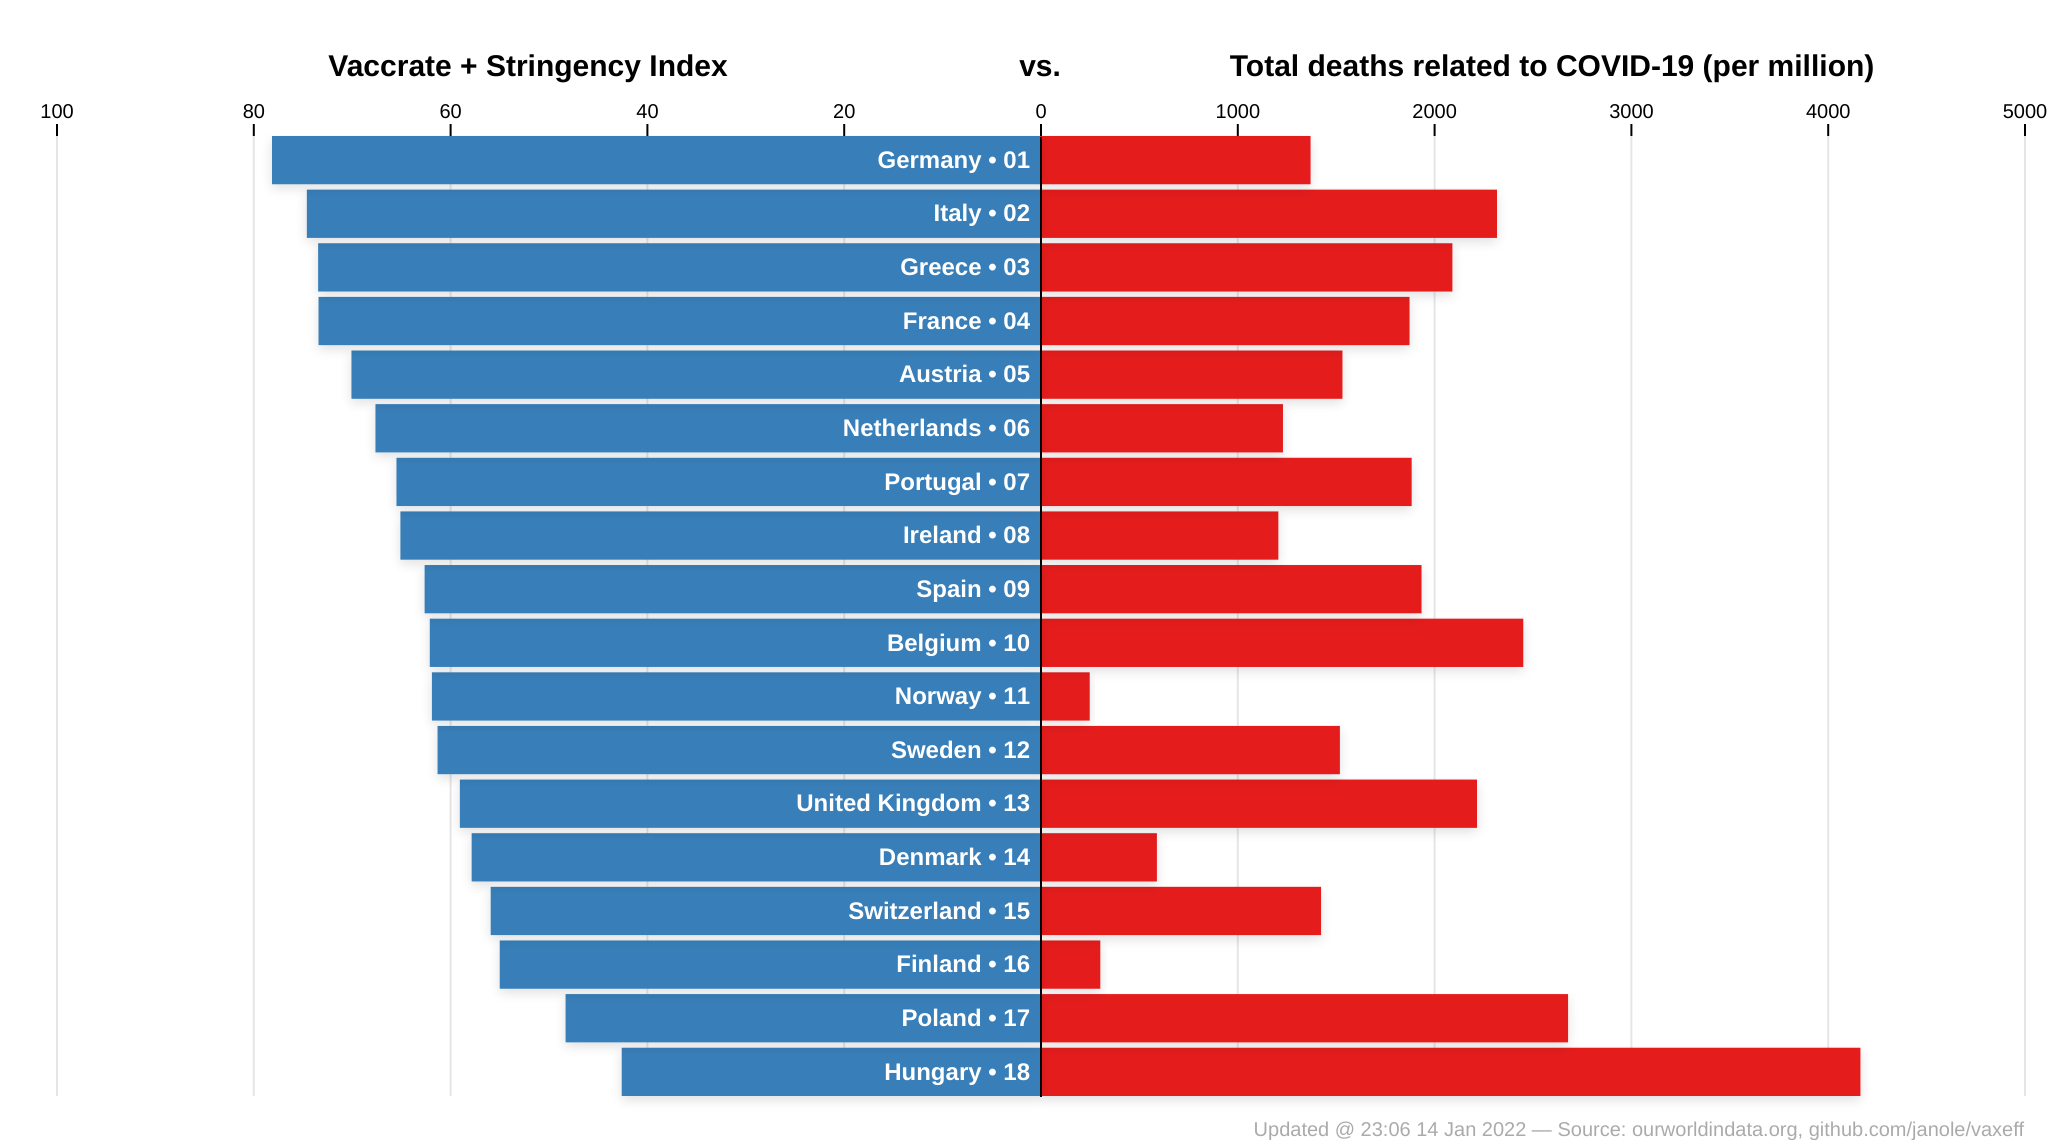 Vaccrate + Stringency Index vs. Total deaths related to COVID-19 (per million)
100 80 60 40 20 0 1000 2000 3000 4000 5000
Germany • 01
Italy • 02
Greece • 03
France • 04
Austria • 05
Netherlands • 06
Portugal • 07
Ireland • 08
Spain • 09
Belgium • 10
Norway • 11
Sweden • 12
United Kingdom • 13
Denmark • 14
Switzerland • 15
Finland • 16
Poland • 17
Hungary • 18
Updated @ 23:06 14 Jan 2022 — Source: ourworldindata.org, github.com/janole/vaxeff